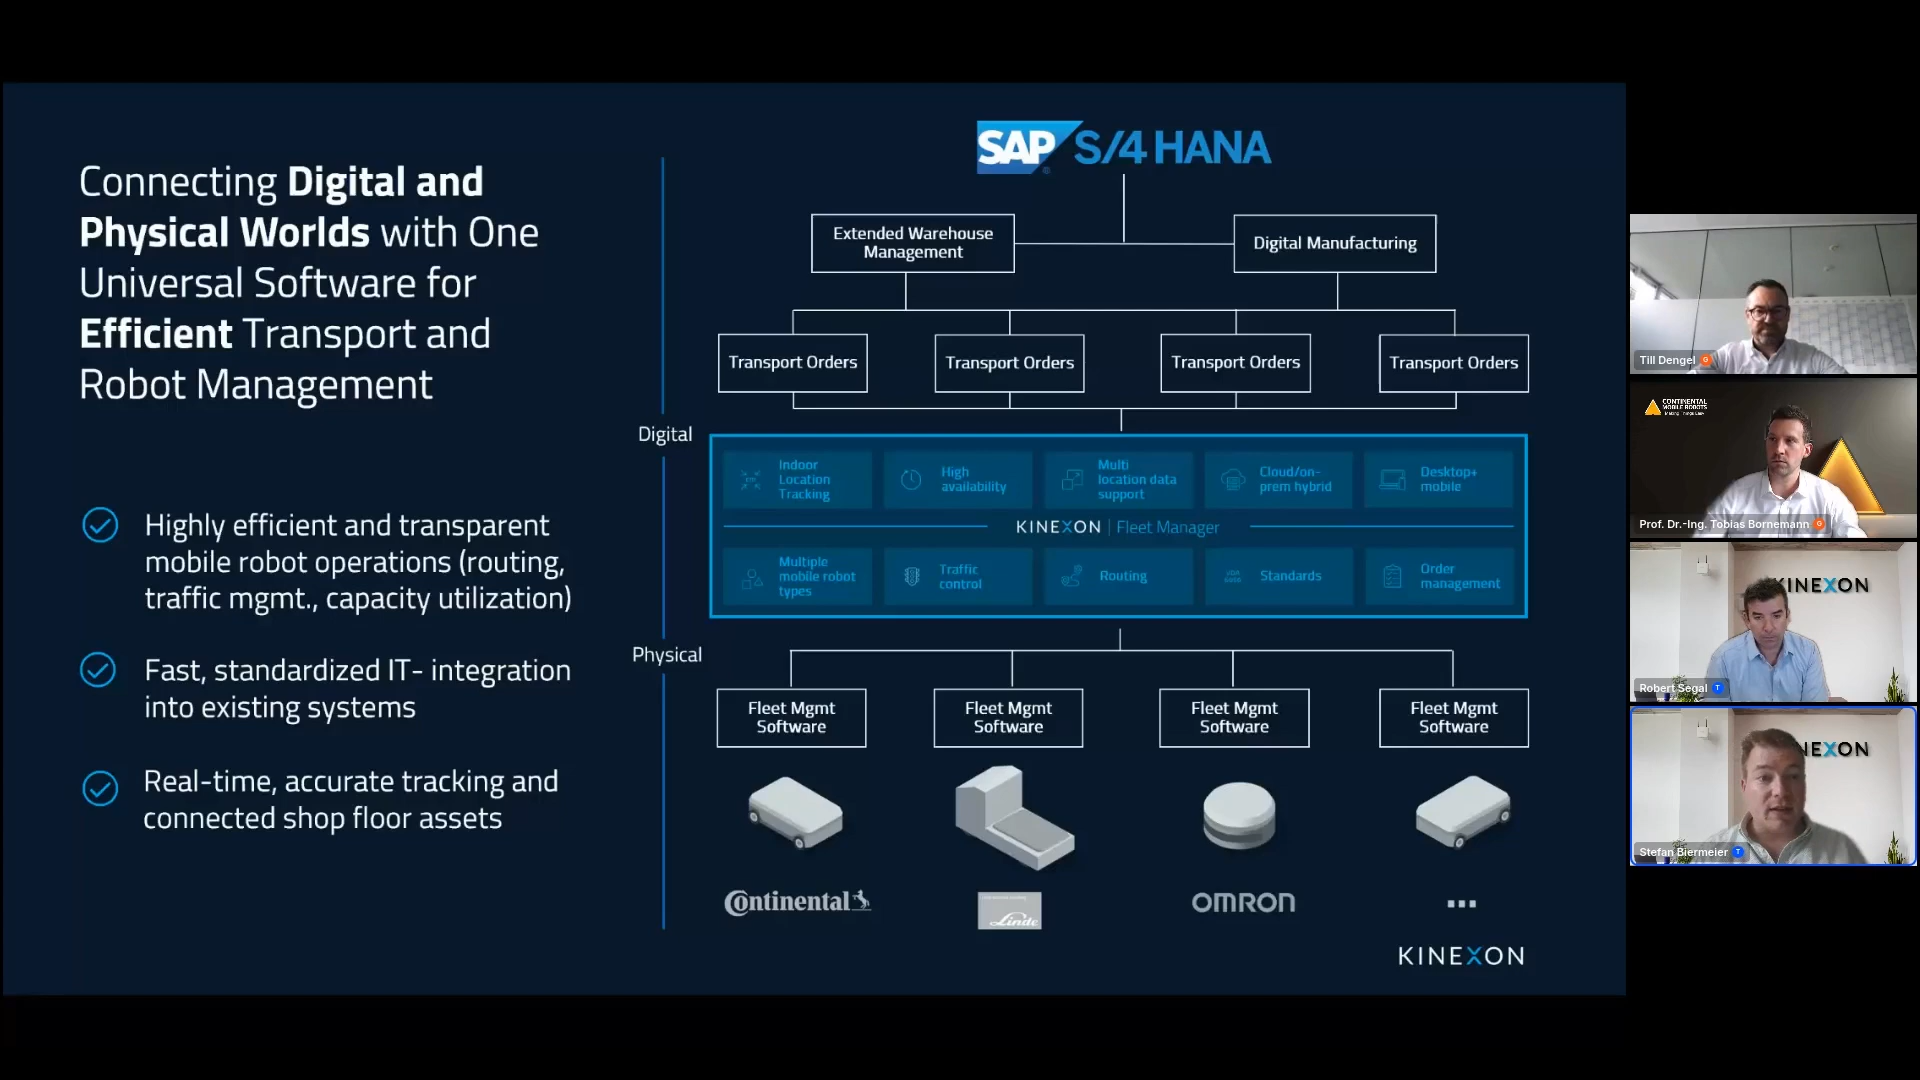 Connecting Digital and
Physical Worlds with One
Universal Software for
Efficient Transport and
Robot Management
Highly efficient and transparent
mobile robot operations (routing,
traffic mgmt., capacity utilization)
Fast, standardized IT- integration
into existing systems
Real-time, accurate tracking and
connected shop floor assets
Digital
Physical
SAP S/4 HANA
Extended Warehouse
Management
Digital Manufacturing
Transport Orders
Transport Orders
Transport Orders
Transport Orders
Indoor
Location
Tracking
High
availability
Multi
location data
support
Cloud/on-
prem hybrid
Desktop+
mobile
KINEXON | Fleet Manager
Multiple
mobile robot
types
Traffic
control
Routing
Standards
Order
management
Fleet Mgmt
Software
Fleet Mgmt
Software
Fleet Mgmt
Software
Fleet Mgmt
Software
Continental
Linde
OMRON
...
KINEXON
Till Dengel
CONTINENTAL
MOBILE ROBOTS
Prof. Dr.-Ing. Tobias Bornemann
KINEXON
Robert Segal
NEXON
Stefan Biermeier